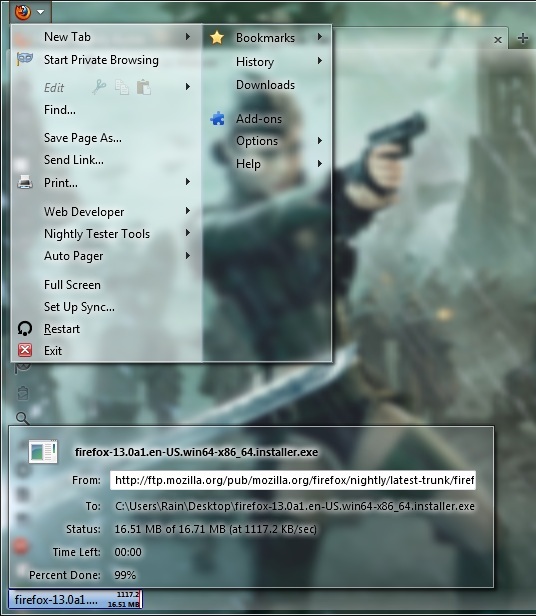 New Tab
Start Private Browsing
Edit
Find...
Save Page As...
Send Link...
Print...
Web Developer
Nightly Tester Tools
Auto Pager
Full Screen
Set Up Sync...
Restart
Exit
Bookmarks
History
Downloads
Add-ons
Options
Help
firefox-13.0a1.en-US.win64-x86_64.installer.exe
From: http://ftp.mozilla.org/pub/mozilla.org/firefox/nightly/latest-trunk/firef
To: C:\Users\Rain\Desktop\firefox-13.0a1.en-US.win64-x86_64.installer.exe
Status: 16.51 MB of 16.71 MB (at 1117.2 KB/sec)
Time Left: 00:00
Percent Done: 99%
firefox-13.0a1.... 1117.2
16.51 MB